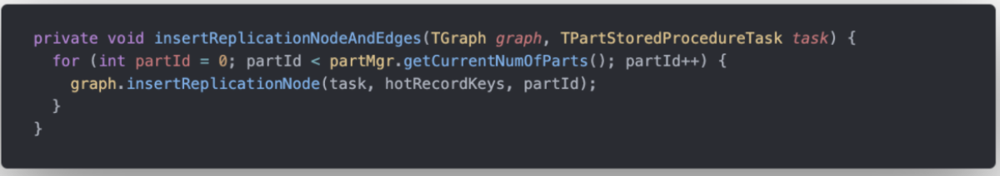 private void insertReplicationNodeAndEdges(TGraph graph, TPartStoredProcedureTask task) {
  for (int partId = 0; partId < partMgr.getCurrentNumOfParts(); partId++) {
    graph.insertReplicationNode(task, hotRecordKeys, partId);
  }
}